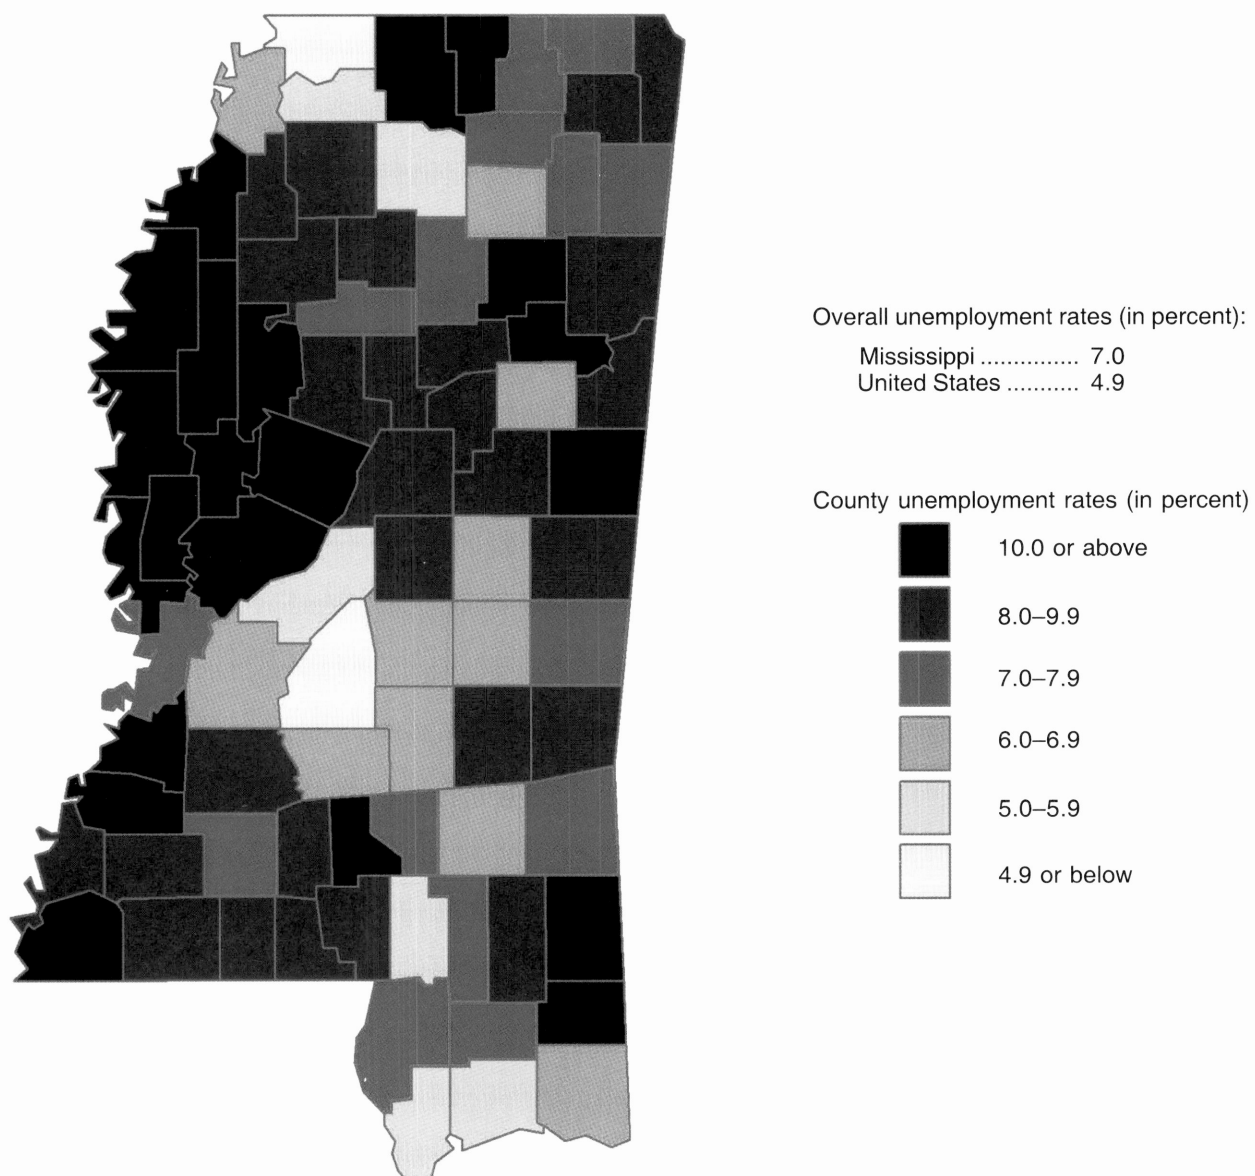 Overall unemployment rates (in percent):
Mississippi ............... 7.0
United States ........... 4.9
County unemployment rates (in percent)
10.0 or above
8.0–9.9
7.0–7.9
6.0–6.9
5.0–5.9
4.9 or below